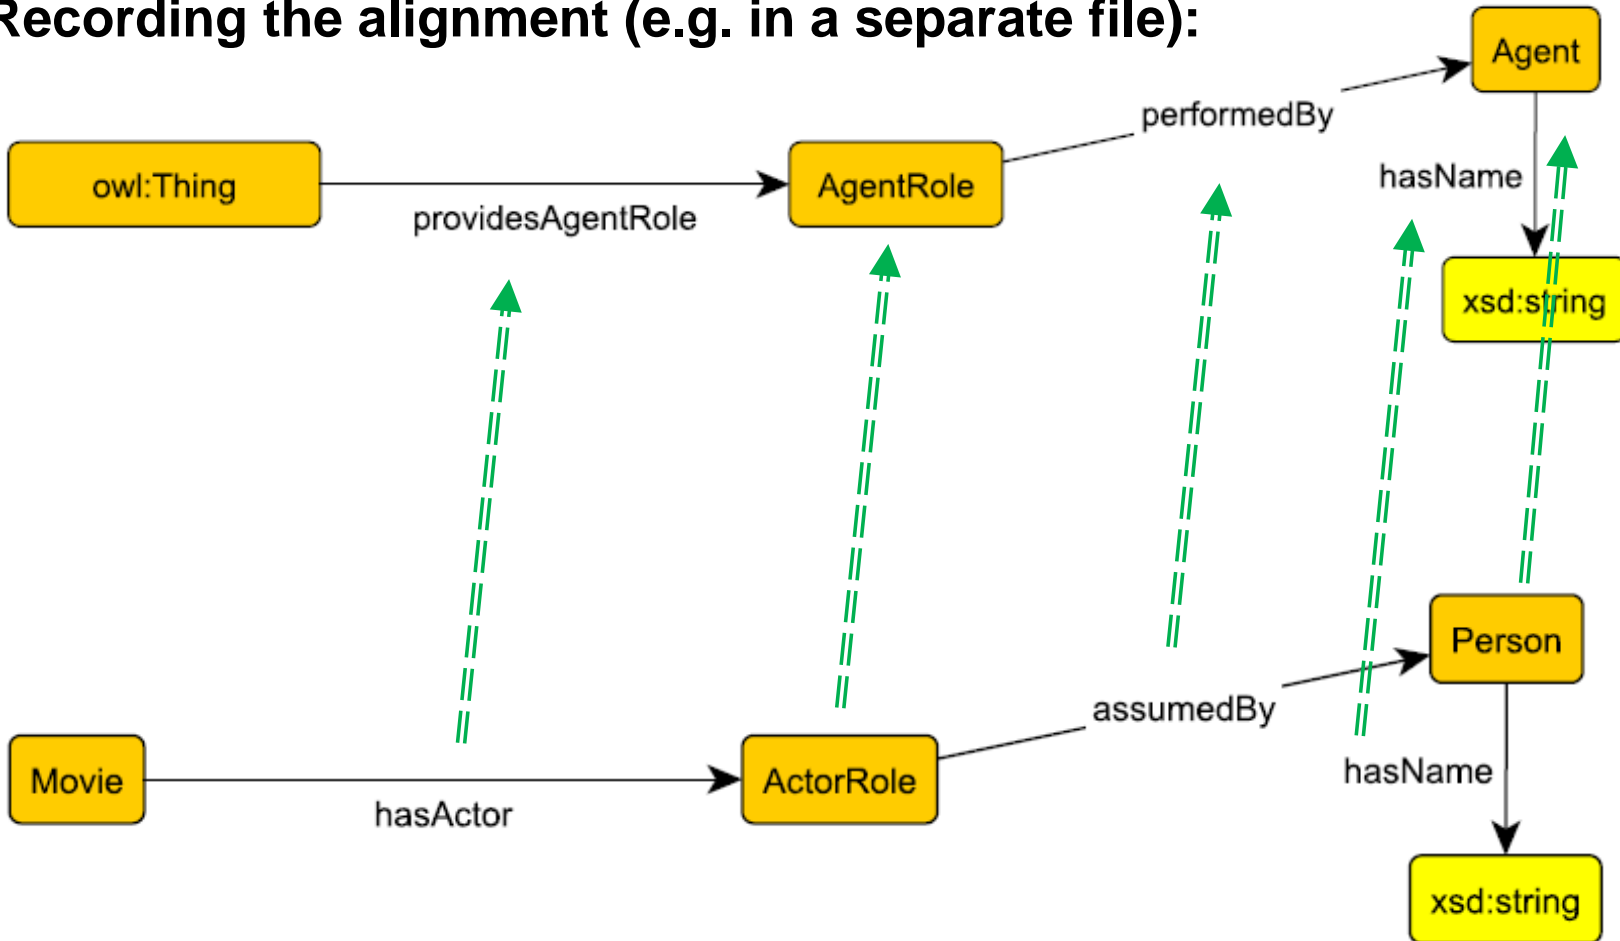 Recording the alignment (e.g. in a separate file):
Agent
performedBy
owl:Thing
AgentRole
hasName
providesAgentRole
xsd:string
Person
assumedBy
Movie
ActorRole
hasName
hasActor
xsd:string